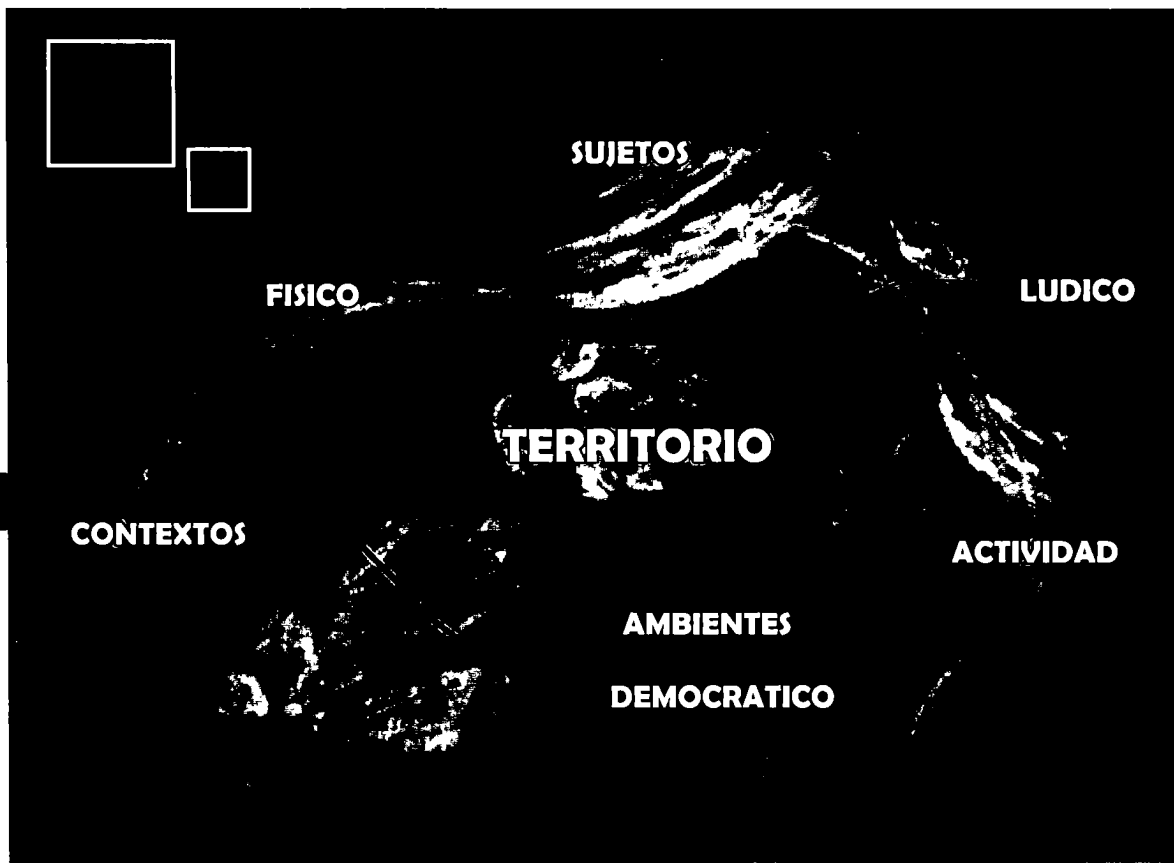 SUJETOS
FISICO
LUDICO
TERRITORIO
CONTEXTOS
ACTIVIDAD
AMBIENTES
DEMOCRATICO